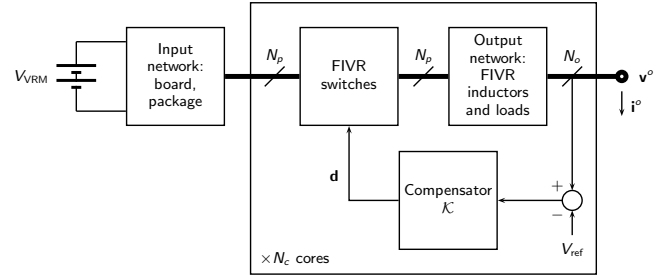 V_VRM
Input
network:
board,
package
N_p
FIVR
switches
N_p
Output
network:
FIVR
inductors
and loads
N_o
v^o
i^o
d
Compensator
𝒦
+
−
V_ref
×N_c cores